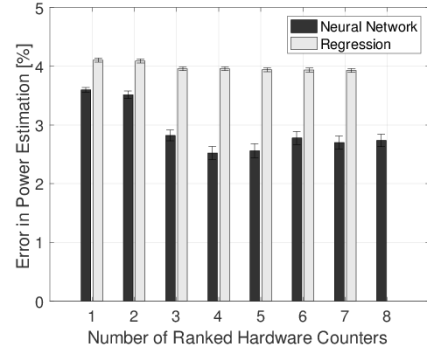 5
4
3
2
1
0
Error in Power Estimation [%]
Neural Network
Regression
1 2 3 4 5 6 7 8
Number of Ranked Hardware Counters